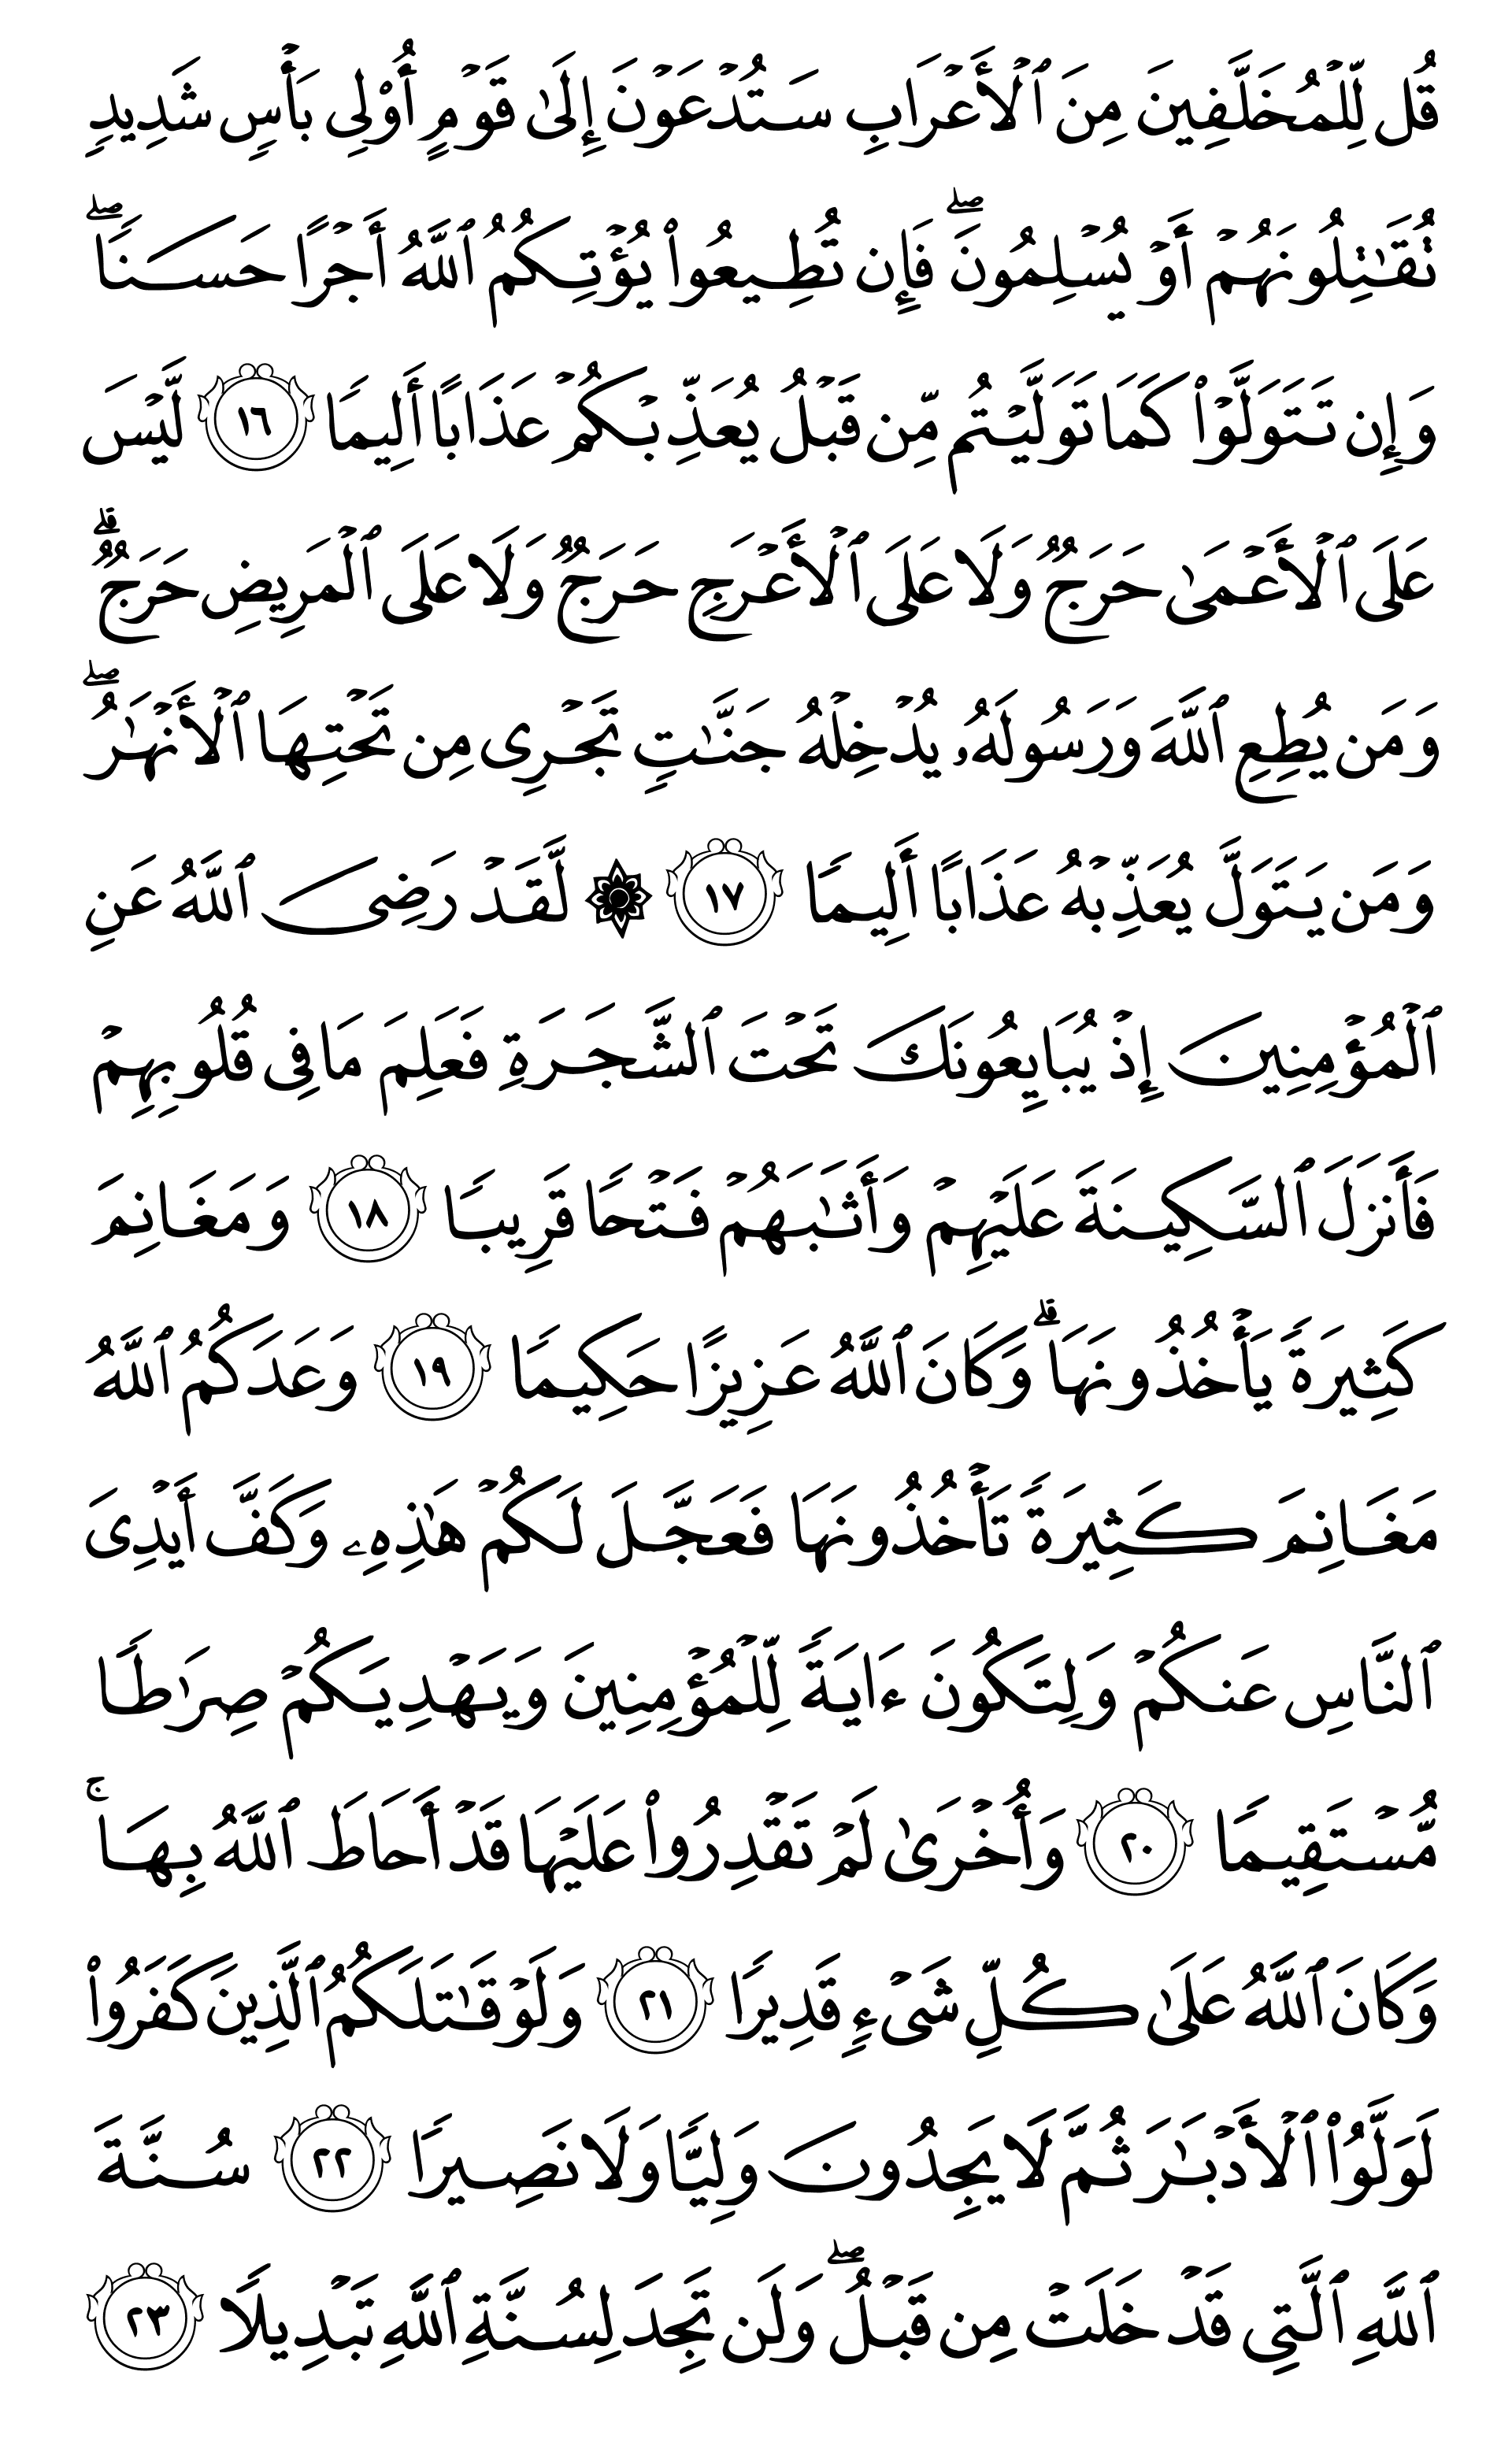 قُل لِّلۡمُخَلَّفِينَ مِنَ ٱلۡأَعۡرَابِ سَتُدۡعَوۡنَ إِلَىٰ قَوۡمٍ أُوْلِى بَأۡسٍ شَدِيدٍ
تُقَٰتِلُونَهُمۡ أَوۡ يُسۡلِمُونَۖ فَإِن تُطِيعُواْ يُؤۡتِكُمُ ٱللَّهُ أَجۡرًا حَسَنًاۖ
وَإِن تَتَوَلَّوۡاْ كَمَا تَوَلَّيۡتُم مِّن قَبۡلُ يُعَذِّبۡكُمۡ عَذَابًا أَلِيمًا ١٦ لَّيۡسَ
عَلَى ٱلۡأَعۡمَىٰ حَرَجٌ وَلَا عَلَى ٱلۡأَعۡرَجِ حَرَجٌ وَلَا عَلَى ٱلۡمَرِيضِ حَرَجٌۗ
وَمَن يُطِعِ ٱللَّهَ وَرَسُولَهُۥ يُدۡخِلۡهُ جَنَّٰتٍ تَجۡرِى مِن تَحۡتِهَا ٱلۡأَنۡهَٰرُۖ
وَمَن يَتَوَلَّ يُعَذِّبۡهُ عَذَابًا أَلِيمًا ١٧ ۞ لَّقَدۡ رَضِىَ ٱللَّهُ عَنِ
ٱلۡمُؤۡمِنِينَ إِذۡ يُبَايِعُونَكَ تَحۡتَ ٱلشَّجَرَةِ فَعَلِمَ مَا فِى قُلُوبِهِمۡ
فَأَنزَلَ ٱلسَّكِينَةَ عَلَيۡهِمۡ وَأَثَٰبَهُمۡ فَتۡحًا قَرِيبًا ١٨ وَمَغَانِمَ
كَثِيرَةً يَأۡخُذُونَهَاۗ وَكَانَ ٱللَّهُ عَزِيزًا حَكِيمًا ١٩ وَعَدَكُمُ ٱللَّهُ
مَغَانِمَ كَثِيرَةً تَأۡخُذُونَهَا فَعَجَّلَ لَكُمۡ هَٰذِهِۦ وَكَفَّ أَيۡدِىَ
ٱلنَّاسِ عَنكُمۡ وَلِتَكُونَ ءَايَةً لِّلۡمُؤۡمِنِينَ وَيَهۡدِيَكُمۡ صِرَٰطًا
مُّسۡتَقِيمًا ٢٠ وَأُخۡرَىٰ لَمۡ تَقۡدِرُواْ عَلَيۡهَا قَدۡ أَحَاطَ ٱللَّهُ بِهَاۚ
وَكَانَ ٱللَّهُ عَلَىٰ كُلِّ شَىۡءٍ قَدِيرًا ٢١ وَلَوۡ قَٰتَلَكُمُ ٱلَّذِينَ كَفَرُواْ
لَوَلَّوُاْ ٱلۡأَدۡبَٰرَ ثُمَّ لَا يَجِدُونَ وَلِيًّا وَلَا نَصِيرًا ٢٢ سُنَّةَ
ٱللَّهِ ٱلَّتِى قَدۡ خَلَتۡ مِن قَبۡلُۖ وَلَن تَجِدَ لِسُنَّةِ ٱللَّهِ تَبۡدِيلًا ٢٣